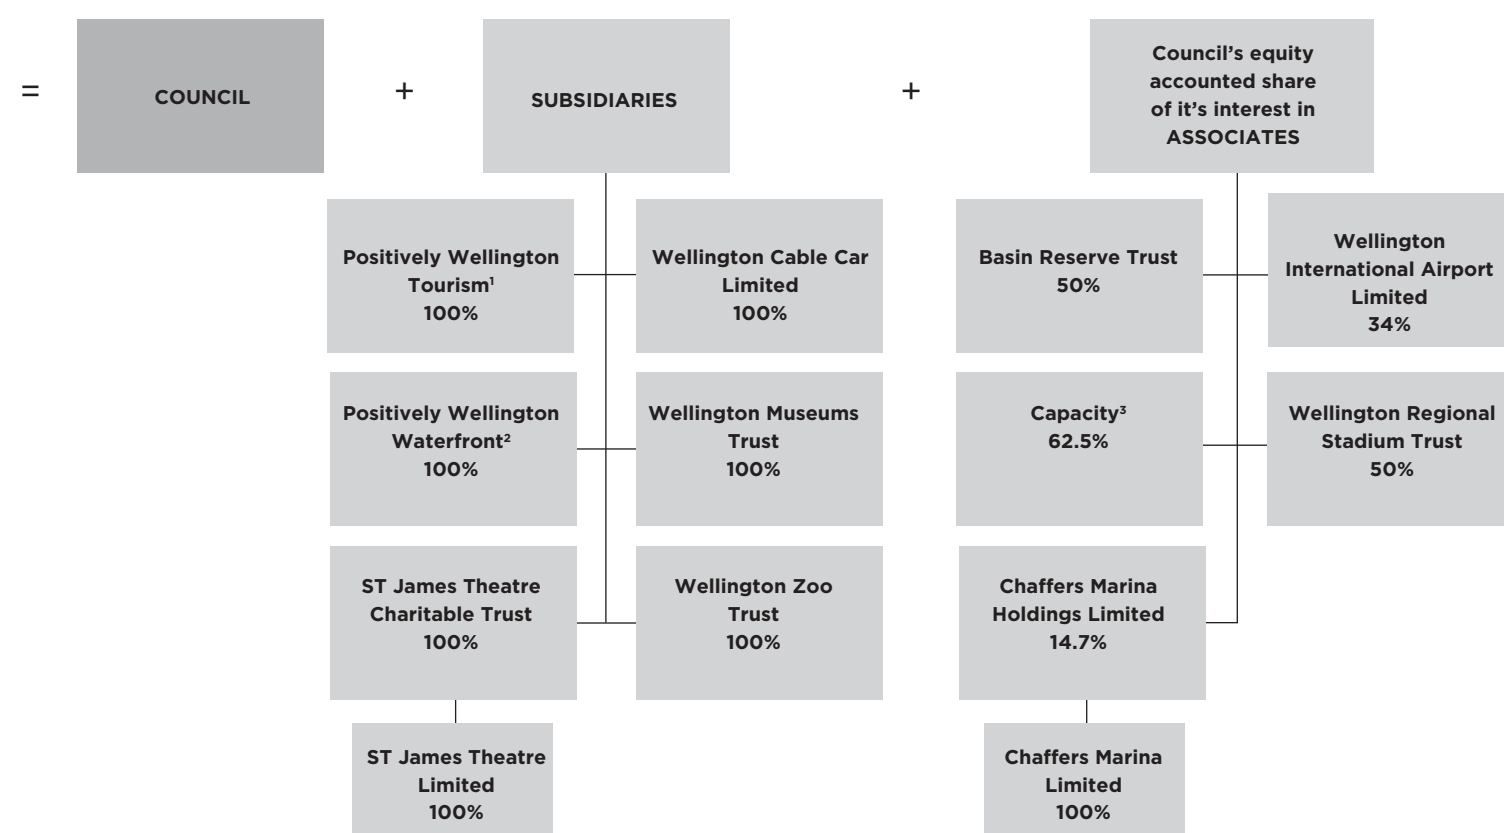 =
COUNCIL
+
SUBSIDIARIES
+
Council’s equity
accounted share
of it’s interest in
ASSOCIATES
Positively Wellington
Tourism¹
100%
Wellington Cable Car
Limited
100%
Basin Reserve Trust
50%
Wellington
International Airport
Limited
34%
Positively Wellington
Waterfront²
100%
Wellington Museums
Trust
100%
Capacity³
62.5%
Wellington Regional
Stadium Trust
50%
ST James Theatre
Charitable Trust
100%
Wellington Zoo
Trust
100%
Chaffers Marina
Holdings Limited
14.7%
ST James Theatre
Limited
100%
Chaffers Marina
Limited
100%